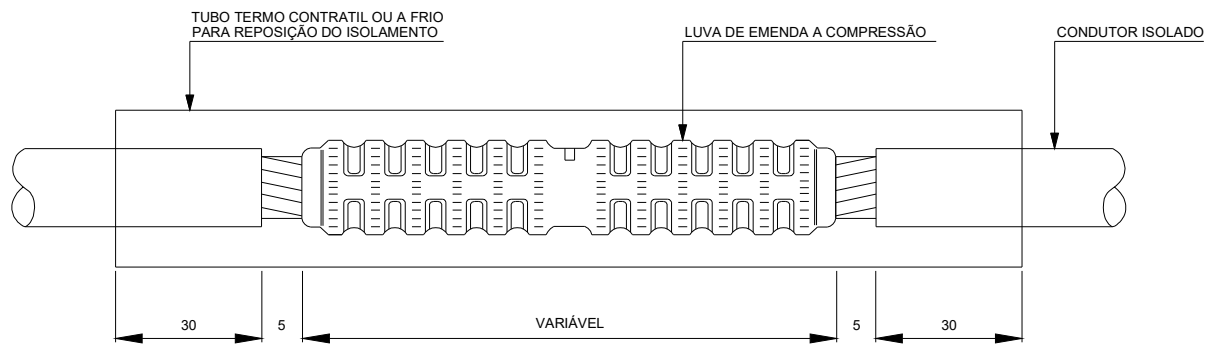 TUBO TERMO CONTRATIL OU A FRIO
PARA REPOSIÇÃO DO ISOLAMENTO
LUVA DE EMENDA A COMPRESSÃO
CONDUTOR ISOLADO
30
5
VARIÁVEL
5
30